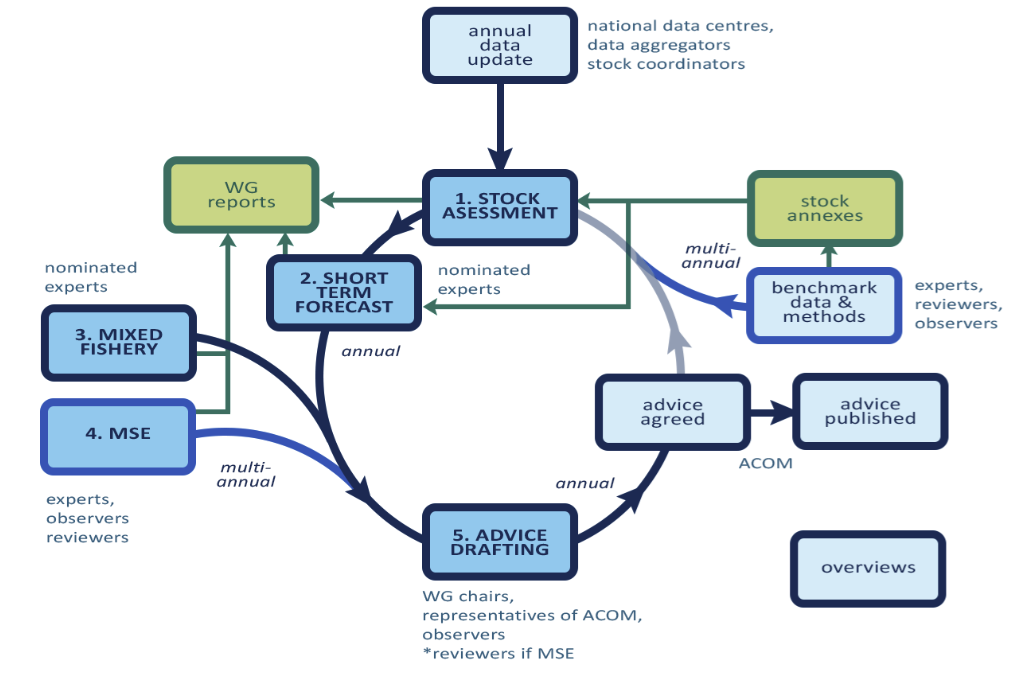 annual
data
update
national data centres,
data aggregators
stock coordinators
WG
reports
1. STOCK
ASESSMENT
stock
annexes
multi-
annual
nominated
experts
2. SHORT
TERM
FORECAST
nominated
experts
benchmark
data &
methods
experts,
reviewers,
observers
3. MIXED
FISHERY
annual
advice
agreed
advice
published
4. MSE
multi-
annual
ACOM
annual
experts,
observers
reviewers
5. ADVICE
DRAFTING
overviews
WG chairs,
representatives of ACOM,
observers
*reviewers if MSE